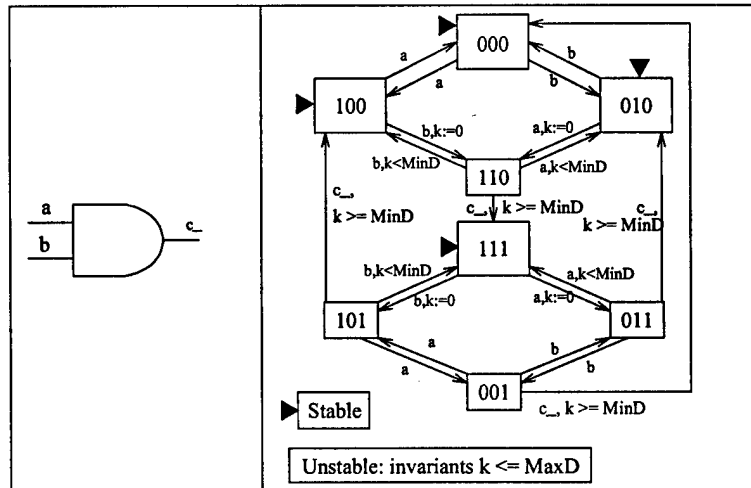 a
b
c_
000
a
a
b
b
100
010
b,k:=0
b,k<MinD
a,k:=0
a,k<MinD
110
c_,
k >= MinD
c_,
k >= MinD
c_,
k >= MinD
111
b,k<MinD
b,k:=0
a,k<MinD
a,k:=0
101
011
a
a
b
b
001
c_, k >= MinD
Stable
Unstable: invariants k <= MaxD